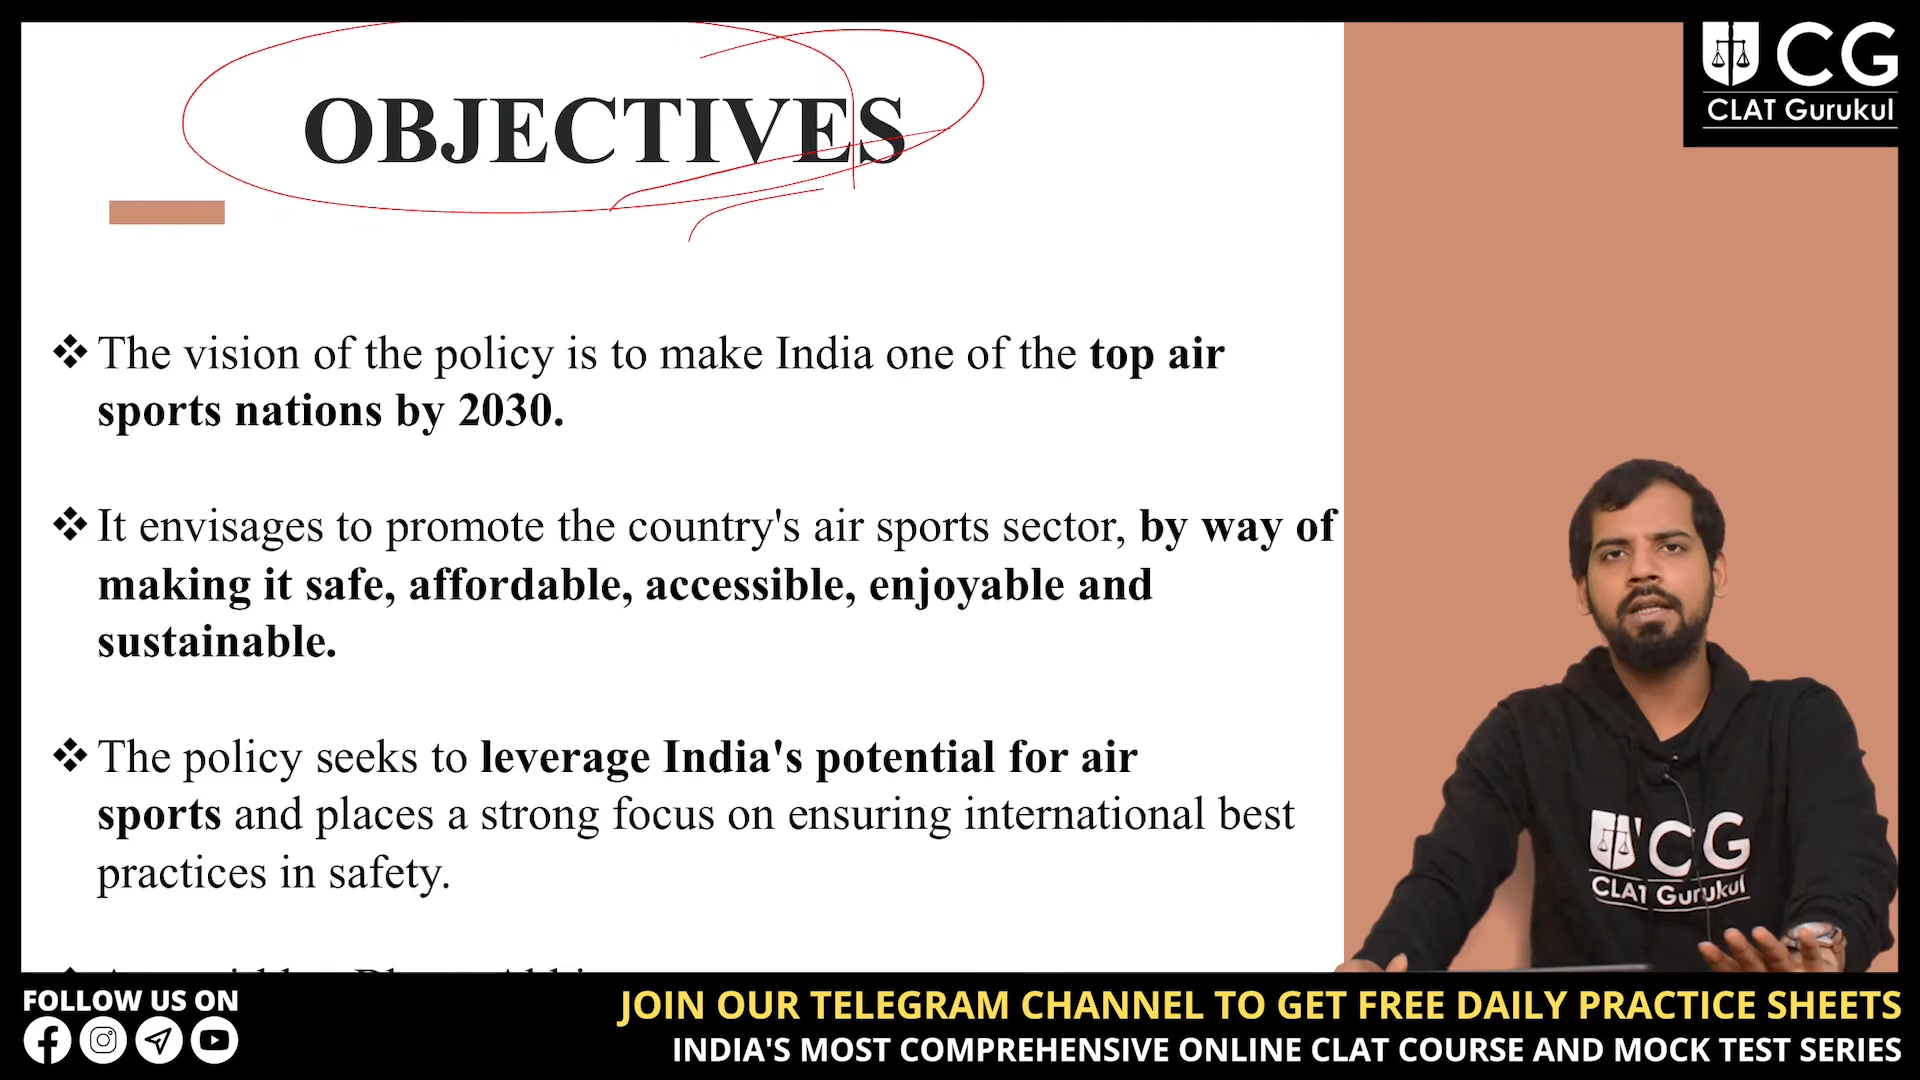 OBJECTIVES
CG
CLAT Gurukul
❖ The vision of the policy is to make India one of the top air
sports nations by 2030.
❖ It envisages to promote the country's air sports sector, by way of
making it safe, affordable, accessible, enjoyable and
sustainable.
❖ The policy seeks to leverage India's potential for air
sports and places a strong focus on ensuring international best
practices in safety.
CG
CLAT Gurukul
FOLLOW US ON
JOIN OUR TELEGRAM CHANNEL TO GET FREE DAILY PRACTICE SHEETS
INDIA'S MOST COMPREHENSIVE ONLINE CLAT COURSE AND MOCK TEST SERIES